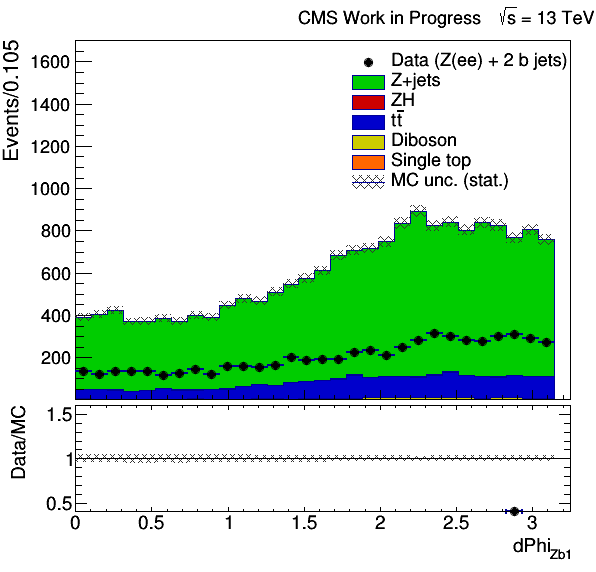 CMS Work in Progress √s = 13 TeV
Events/0.105
1600
1400
1200
1000
800
600
400
200
Data (Z(ee) + 2 b jets)
Z+jets
ZH
tt̅
Diboson
Single top
MC unc. (stat.)
Data/MC
1.5
1
0.5
0 0.5 1 1.5 2 2.5 3
dPhi_Zb1